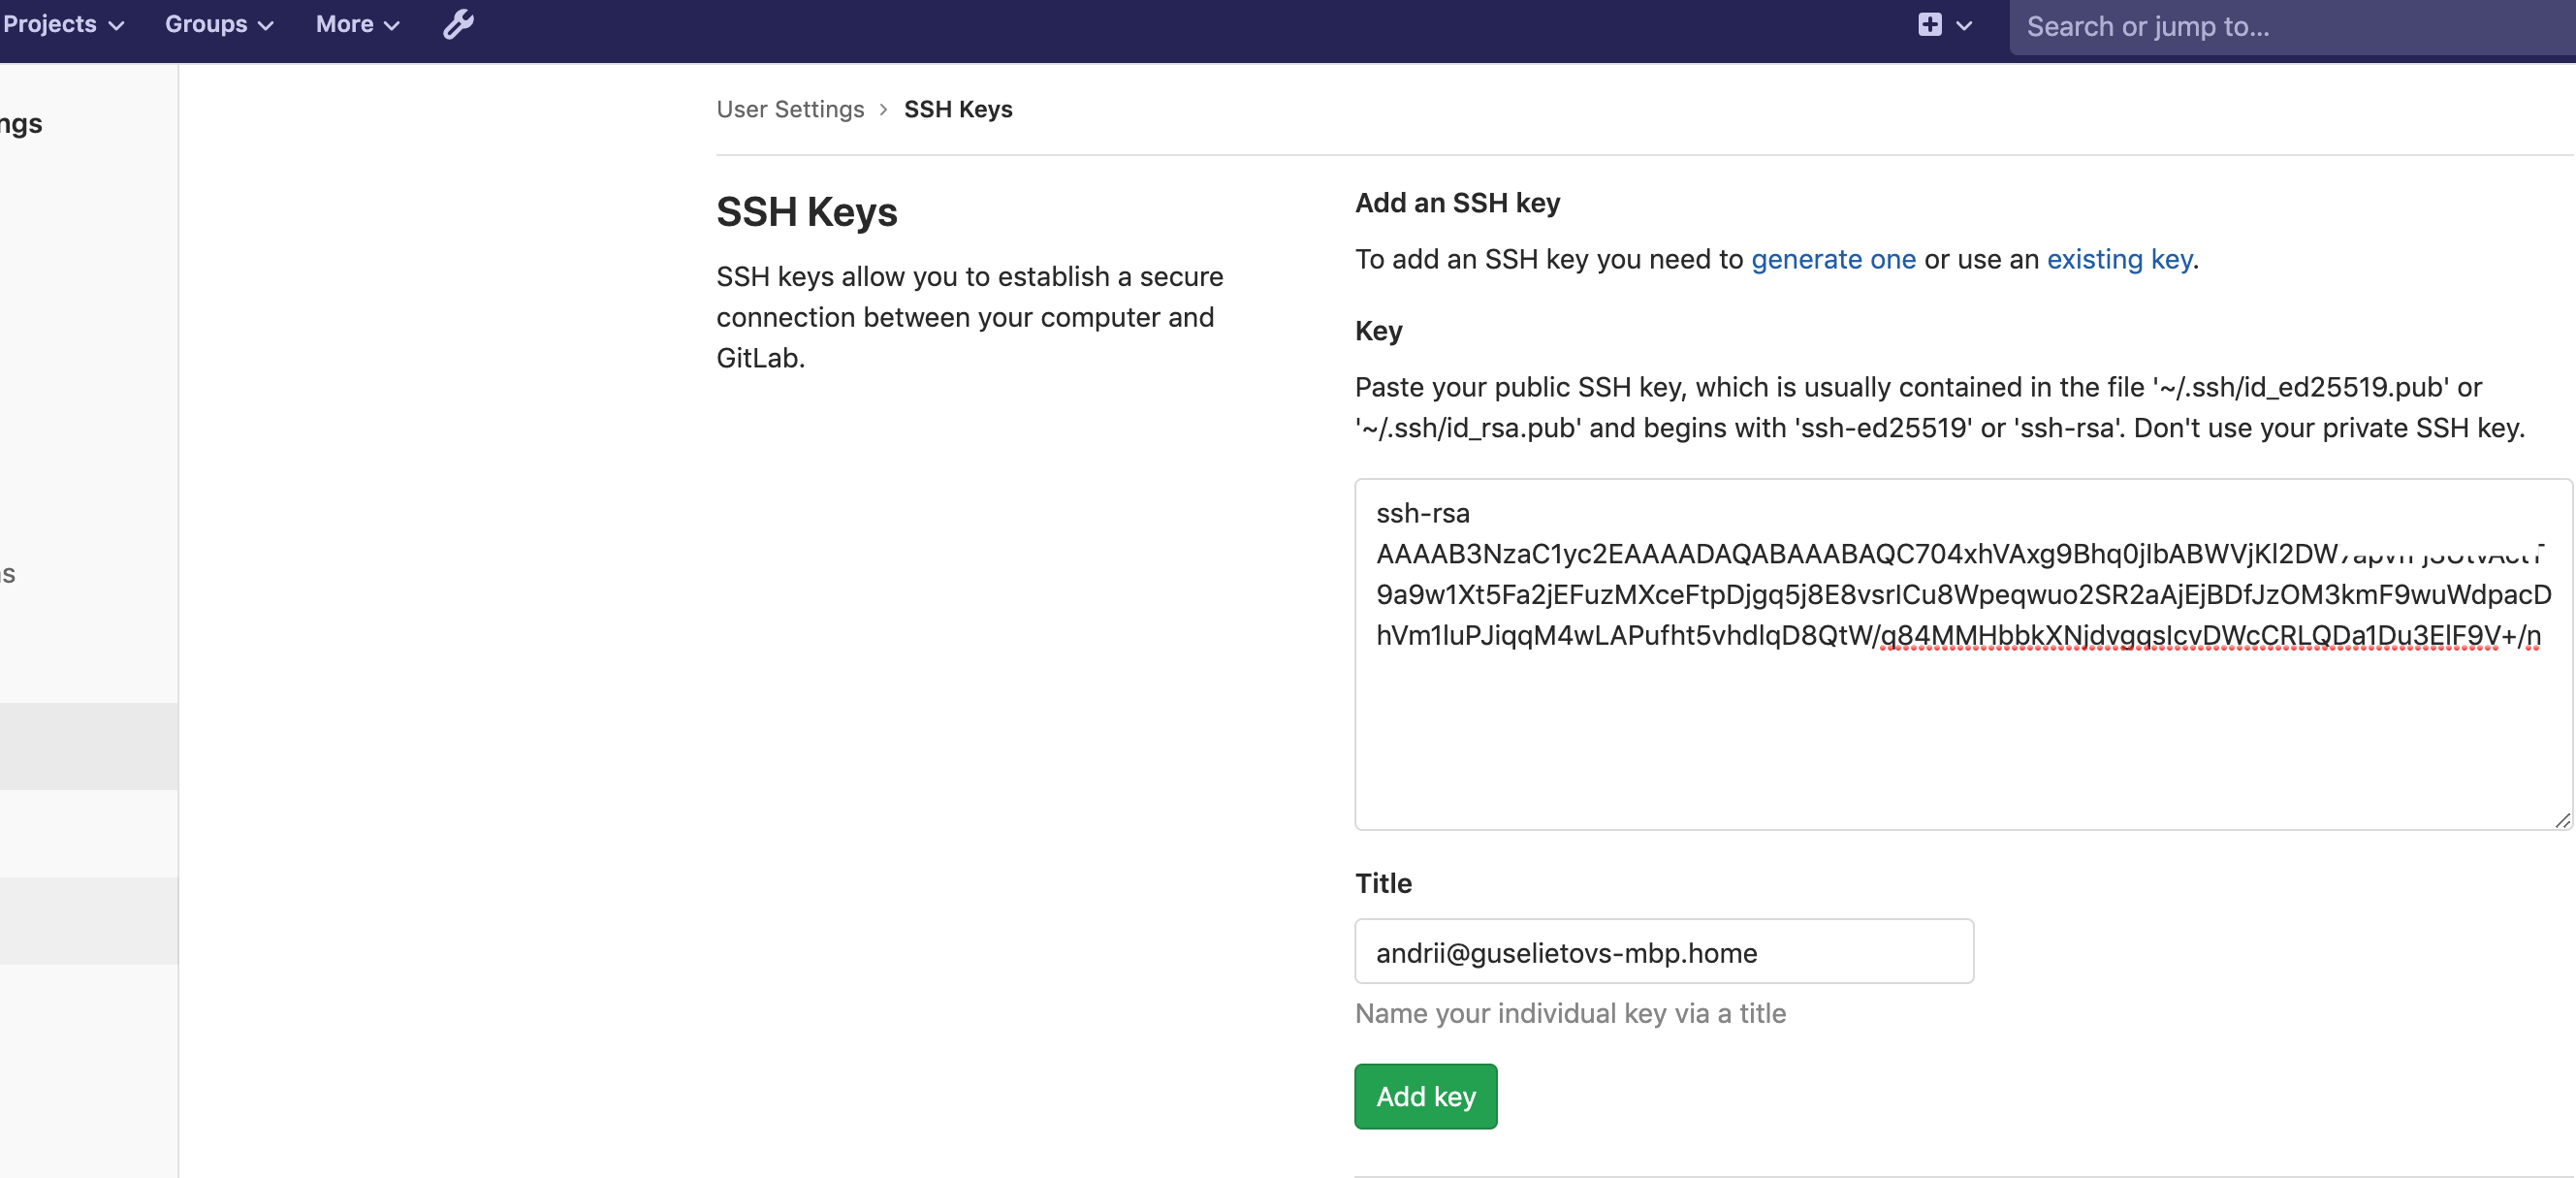 Projects Groups More Search or jump to...
ngs
User Settings > SSH Keys
SSH Keys
SSH keys allow you to establish a secure
connection between your computer and
GitLab.
Add an SSH key
To add an SSH key you need to generate one or use an existing key.
Key
Paste your public SSH key, which is usually contained in the file '~/.ssh/id_ed25519.pub' or
'~/.ssh/id_rsa.pub' and begins with 'ssh-ed25519' or 'ssh-rsa'. Don't use your private SSH key.
ssh-rsa
9a9w1Xt5Fa2jEFuzMXceFtpDjgq5j8E8vsrICu8Wpeqwuo2SR2aAjEjBDfJzOM3kmF9wuWdpacD
hVm1luPJiqqM4wLAPufht5vhdlqD8QtW/q84MMHbbkXNjdvgqsIcvDWcCRLQDa1Du3ElF9V+/n
s
Title
andrii@guselietovs-mbp.home
Name your individual key via a title
Add key